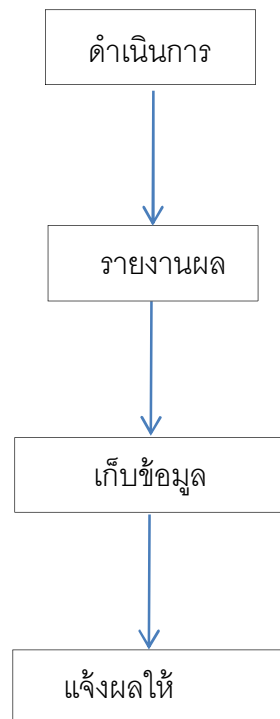 ดำเนินการ
รายงานผล
เก็บข้อมูล
แจ้งผลให้